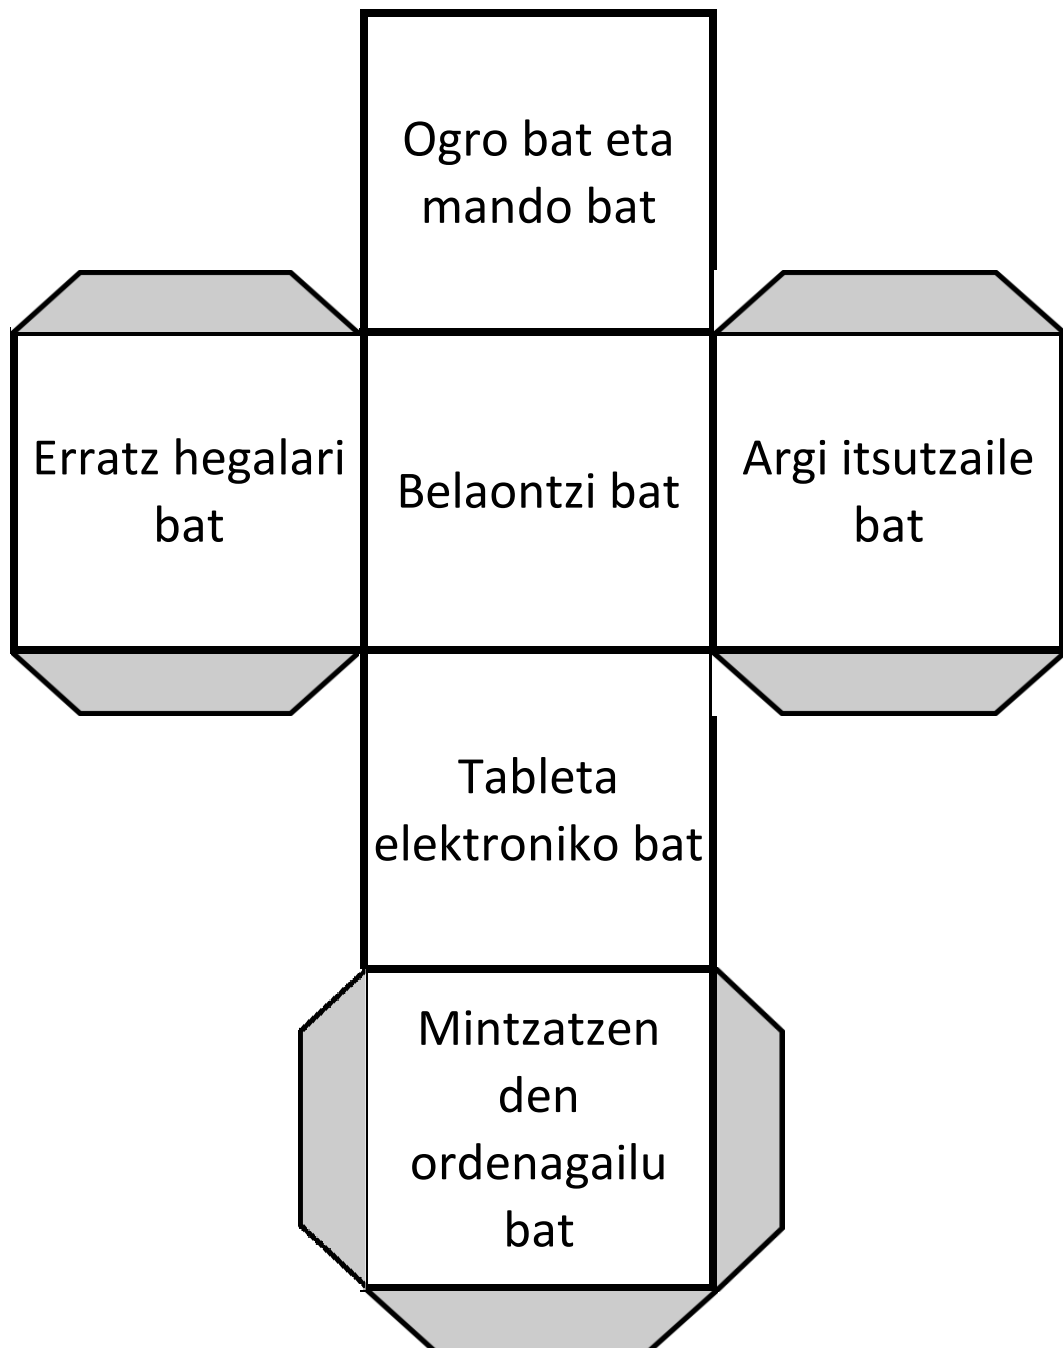 Ogro bat eta
mando bat
Erratz hegalari
bat
Belaontzi bat
Argi itsutzaile
bat
Tableta
elektroniko bat
Mintzatzen
den
ordenagailu
bat